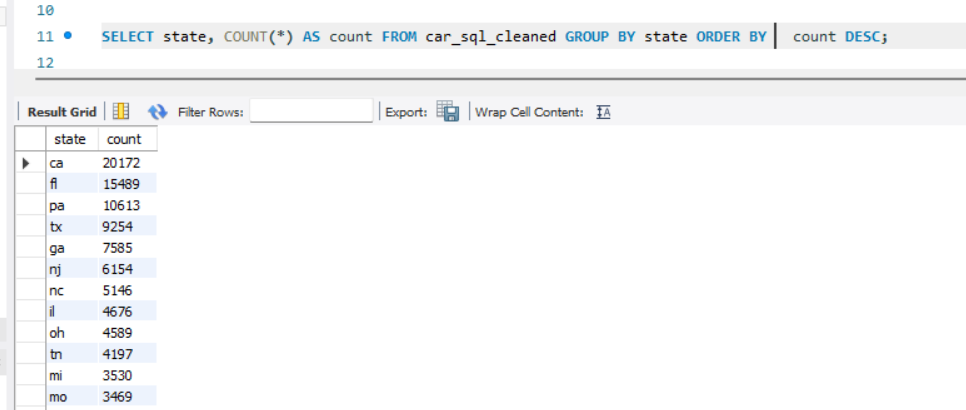 10
11 SELECT state, COUNT(*) AS count FROM car_sql_cleaned GROUP BY state ORDER BY count DESC;
12
Result Grid Filter Rows: Export: Wrap Cell Content:
state count
ca 20172
fl 15489
pa 10613
tx 9254
ga 7585
nj 6154
nc 5146
il 4676
oh 4589
tn 4197
mi 3530
mo 3469